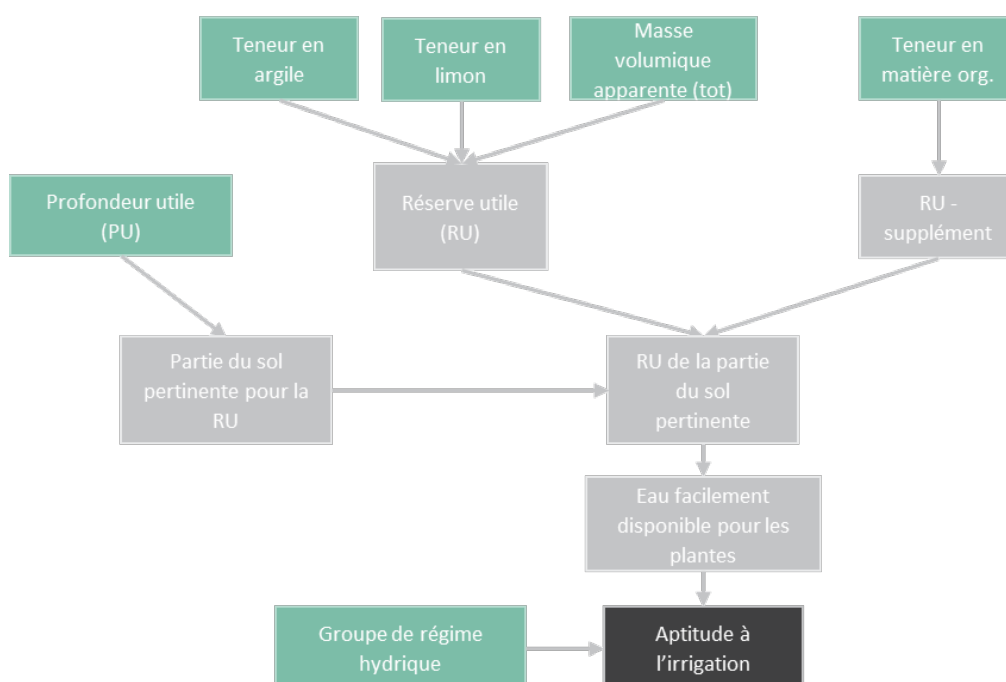 Teneur en
argile
Teneur en
limon
Masse
volumique
apparente (tot)
Teneur en
matière org.
Profondeur utile
(PU)
Réserve utile
(RU)
RU -
supplément
Partie du sol
pertinente pour la
RU
RU de la partie
du sol
pertinente
Eau facilement
disponible pour les
plantes
Groupe de régime
hydrique
Aptitude à
l'irrigation